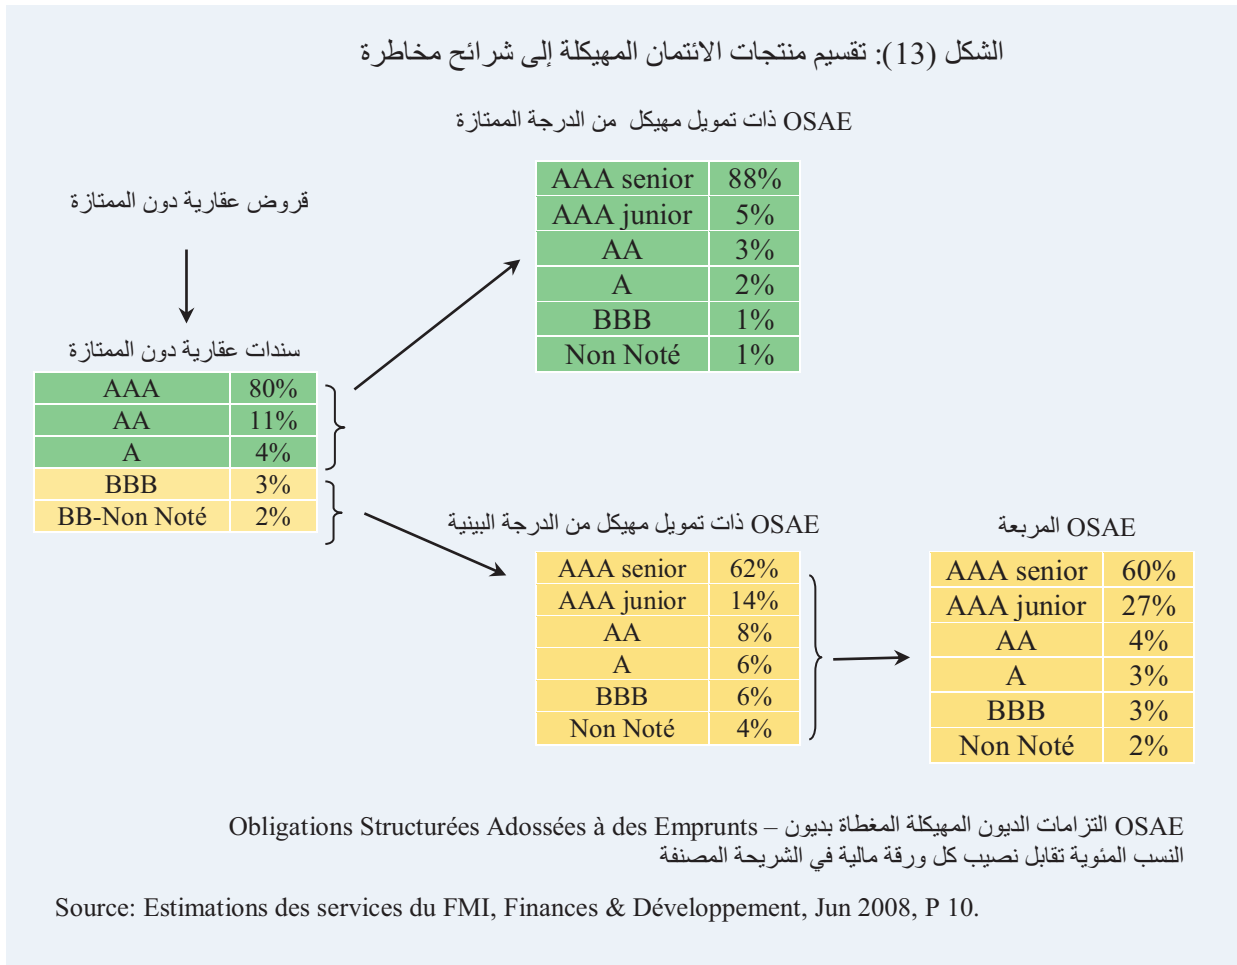 الشكل (13): تقسيم منتجات الائتمان المهيكلة إلى شرائح مخاطرة
OSAE ذات تمويل مهيكل من الدرجة الممتازة
AAA senior 88%
AAA junior 5%
AA 3%
A 2%
BBB 1%
Non Noté 1%
قروض عقارية دون الممتازة
سندات عقارية دون الممتازة
AAA 80%
AA 11%
A 4%
BBB 3%
BB-Non Noté 2%
OSAE ذات تمويل مهيكل من الدرجة البينية
AAA senior 62%
AAA junior 14%
AA 8%
A 6%
BBB 6%
Non Noté 4%
OSAE المربعة
AAA senior 60%
AAA junior 27%
AA 4%
A 3%
BBB 3%
Non Noté 2%
OSAE التزامات الديون المهيكلة المغطاة بديون – Obligations Structurées Adossées à des Emprunts
النسب المئوية تقابل نصيب كل ورقة مالية في الشريحة المصنفة
Source: Estimations des services du FMI, Finances & Développement, Jun 2008, P 10.